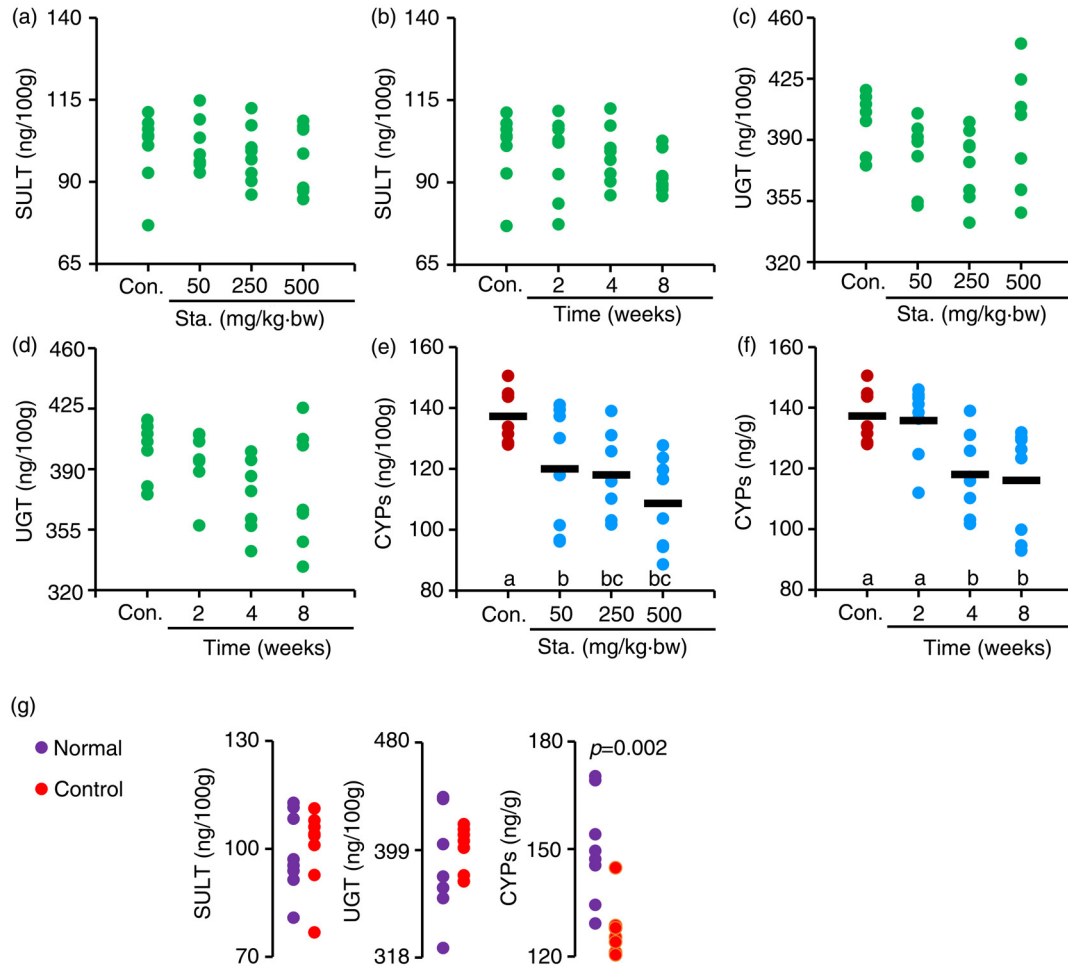 (a)
140
115
90
65
SULT (ng/100g)
Con.
50
250
500
Sta. (mg/kg·bw)
(b)
140
115
90
65
SULT (ng/100g)
Con.
2
4
8
Time (weeks)
(c)
460
425
390
355
320
UGT (ng/100g)
Con.
50
250
500
Sta. (mg/kg·bw)
(d)
460
425
390
355
320
UGT (ng/100g)
Con.
2
4
8
Time (weeks)
(e)
160
140
120
100
80
CYPs (ng/100g)
a
b
bc
bc
Con.
50
250
500
Sta. (mg/kg·bw)
(f)
160
140
120
100
80
CYPs (ng/g)
a
a
b
b
Con.
2
4
8
Time (weeks)
(g)
Normal
Control
130
100
70
SULT (ng/100g)
480
399
318
UGT (ng/100g)
180
150
120
CYPs (ng/g)
p=0.002